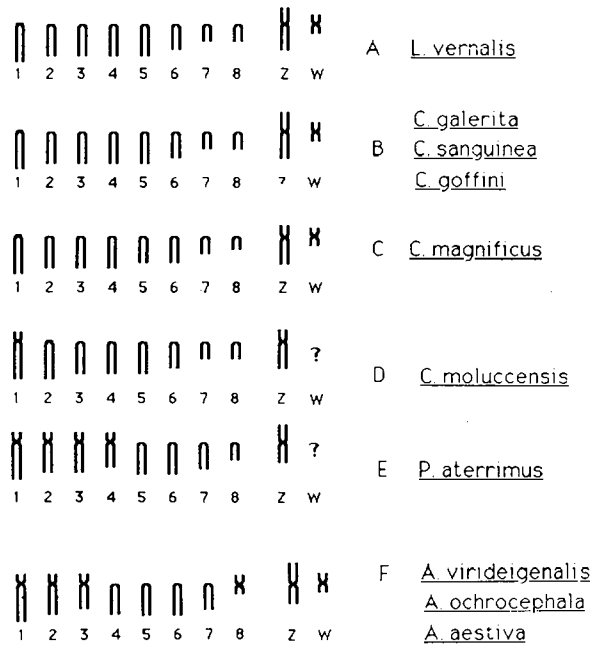 A L. vernalis
1 2 3 4 5 6 7 8 Z W
C. galerita
B C. sanguinea
C. goffini
1 2 3 4 5 6 7 8 ? W
C C. magnificus
1 2 3 4 5 6 7 8 Z W
?
D C. moluccensis
1 2 3 4 5 6 7 8 Z W
?
E P. aterrimus
1 2 3 4 5 6 7 8 Z W
F A. virideigenalis
A. ochrocephala
A. aestiva
1 2 3 4 5 6 7 8 Z W